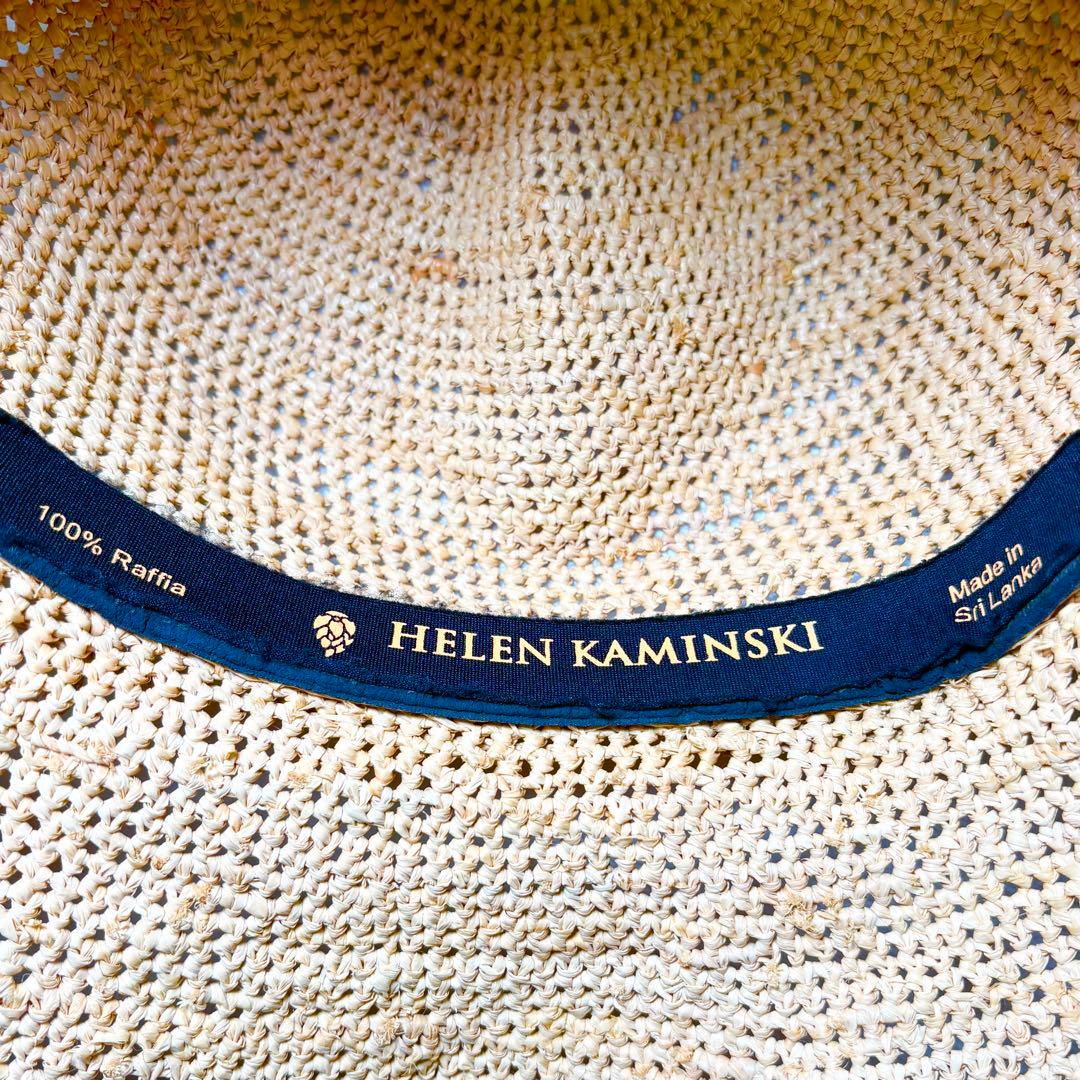 100% Raffia
HELEN KAMINSKI
Made in
Sri Lanka